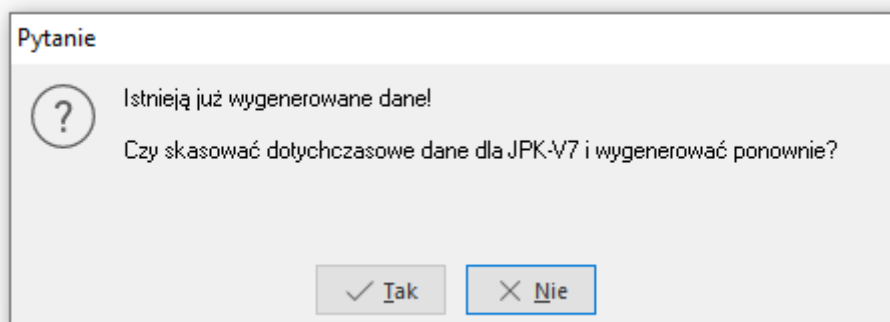 Pytanie
?
Istnieją już wygenerowane dane!
Czy skasować dotychczasowe dane dla JPK-V7 i wygenerować ponownie?
Tak
Nie